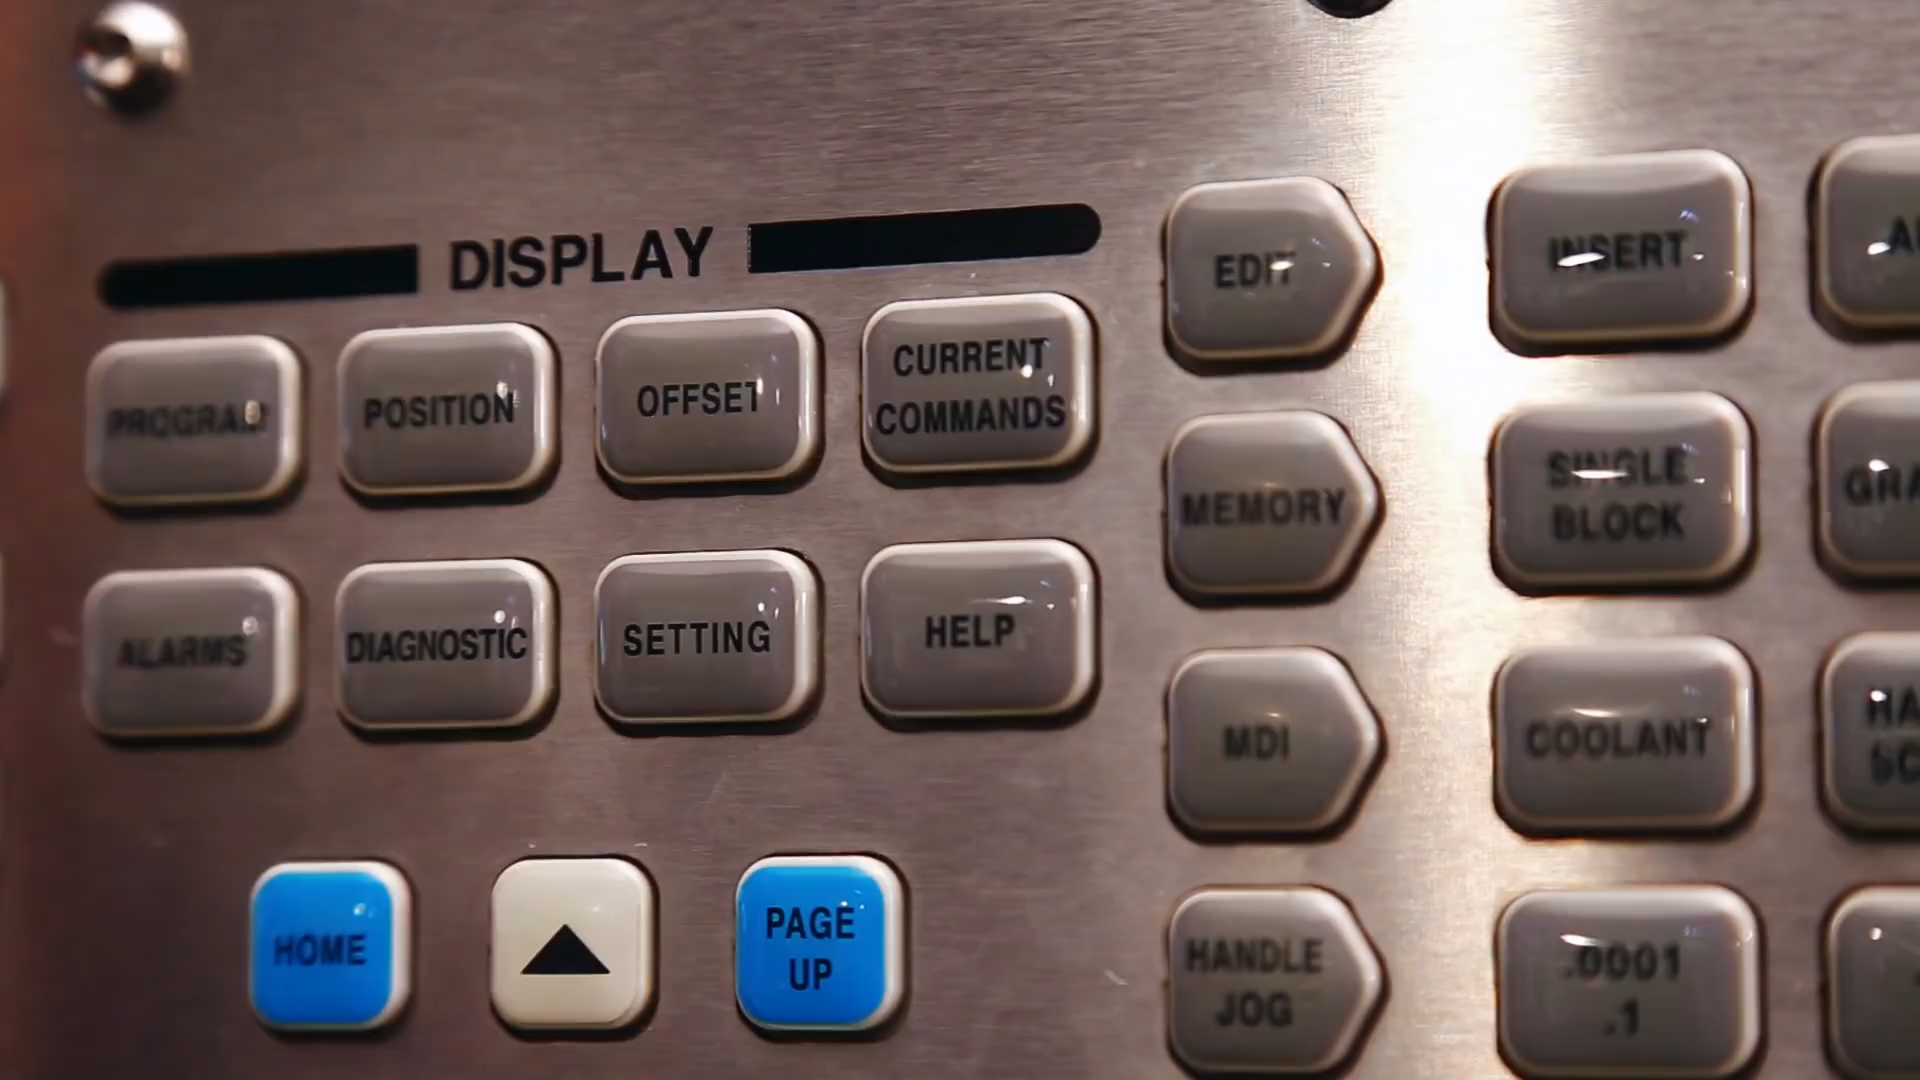 DISPLAY
PROGRAM
POSITION
OFFSET
CURRENT
COMMANDS
ALARMS
DIAGNOSTIC
SETTING
HELP
HOME
PAGE
UP
EDIT
MEMORY
MDI
HANDLE
JOG
INSERT
SINGLE
BLOCK
COOLANT
.0001
.1